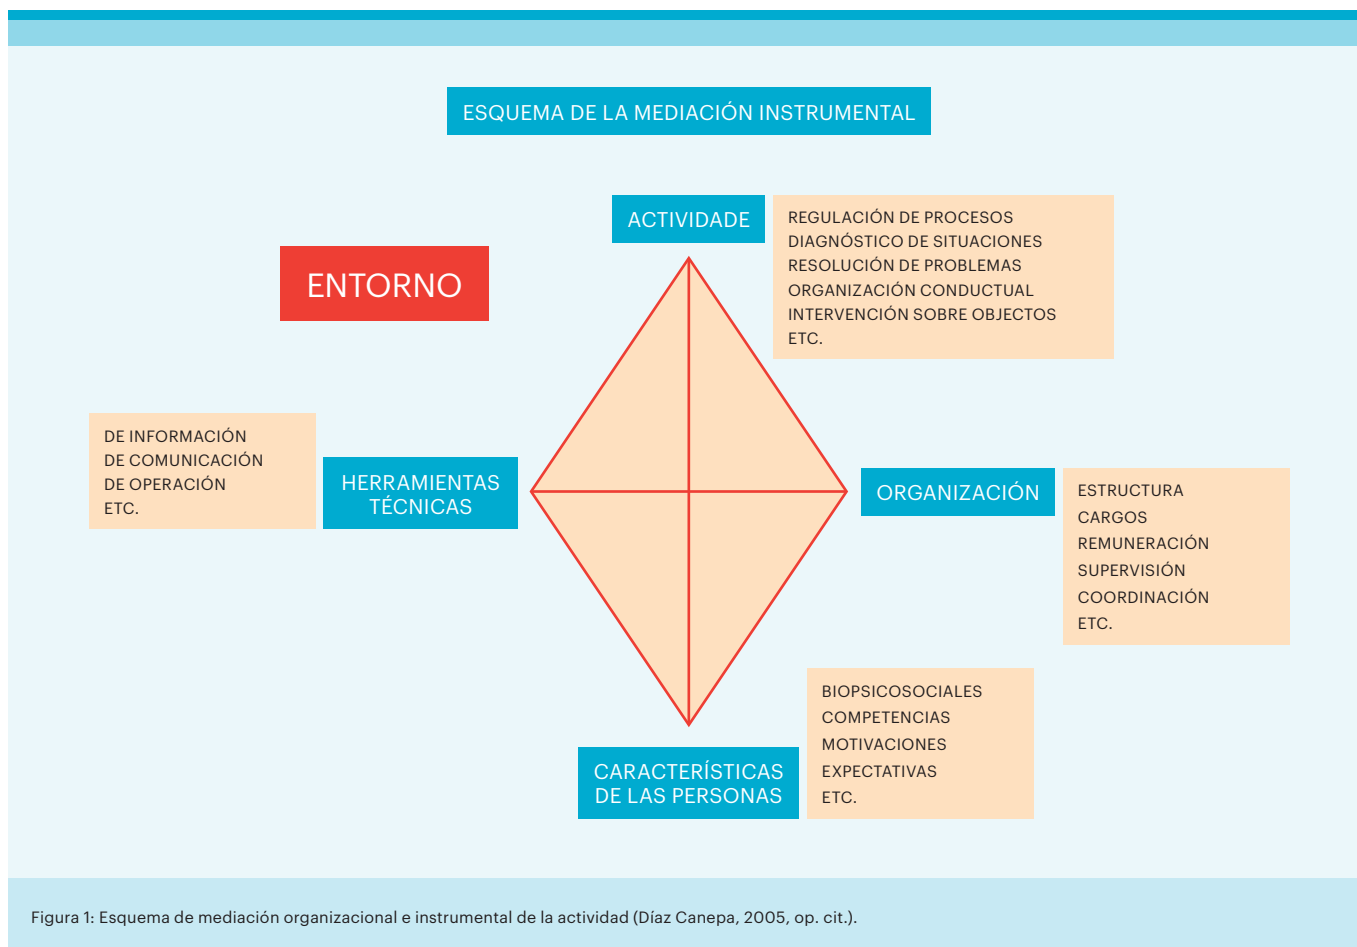 ESQUEMA DE LA MEDIACIÓN INSTRUMENTAL
ACTIVIDADE
REGULACIÓN DE PROCESOS
DIAGNÓSTICO DE SITUACIONES
RESOLUCIÓN DE PROBLEMAS
ORGANIZACIÓN CONDUCTUAL
INTERVENCIÓN SOBRE OBJECTOS
ETC.
ENTORNO
DE INFORMACIÓN
DE COMUNICACIÓN
DE OPERACIÓN
ETC.
HERRAMIENTAS
TÉCNICAS
ORGANIZACIÓN
ESTRUCTURA
CARGOS
REMUNERACIÓN
SUPERVISIÓN
COORDINACIÓN
ETC.
CARACTERÍSTICAS
DE LAS PERSONAS
BIOPSICOSOCIALES
COMPETENCIAS
MOTIVACIONES
EXPECTATIVAS
ETC.
Figura 1: Esquema de mediación organizacional e instrumental de la actividad (Díaz Canepa, 2005, op. cit.).